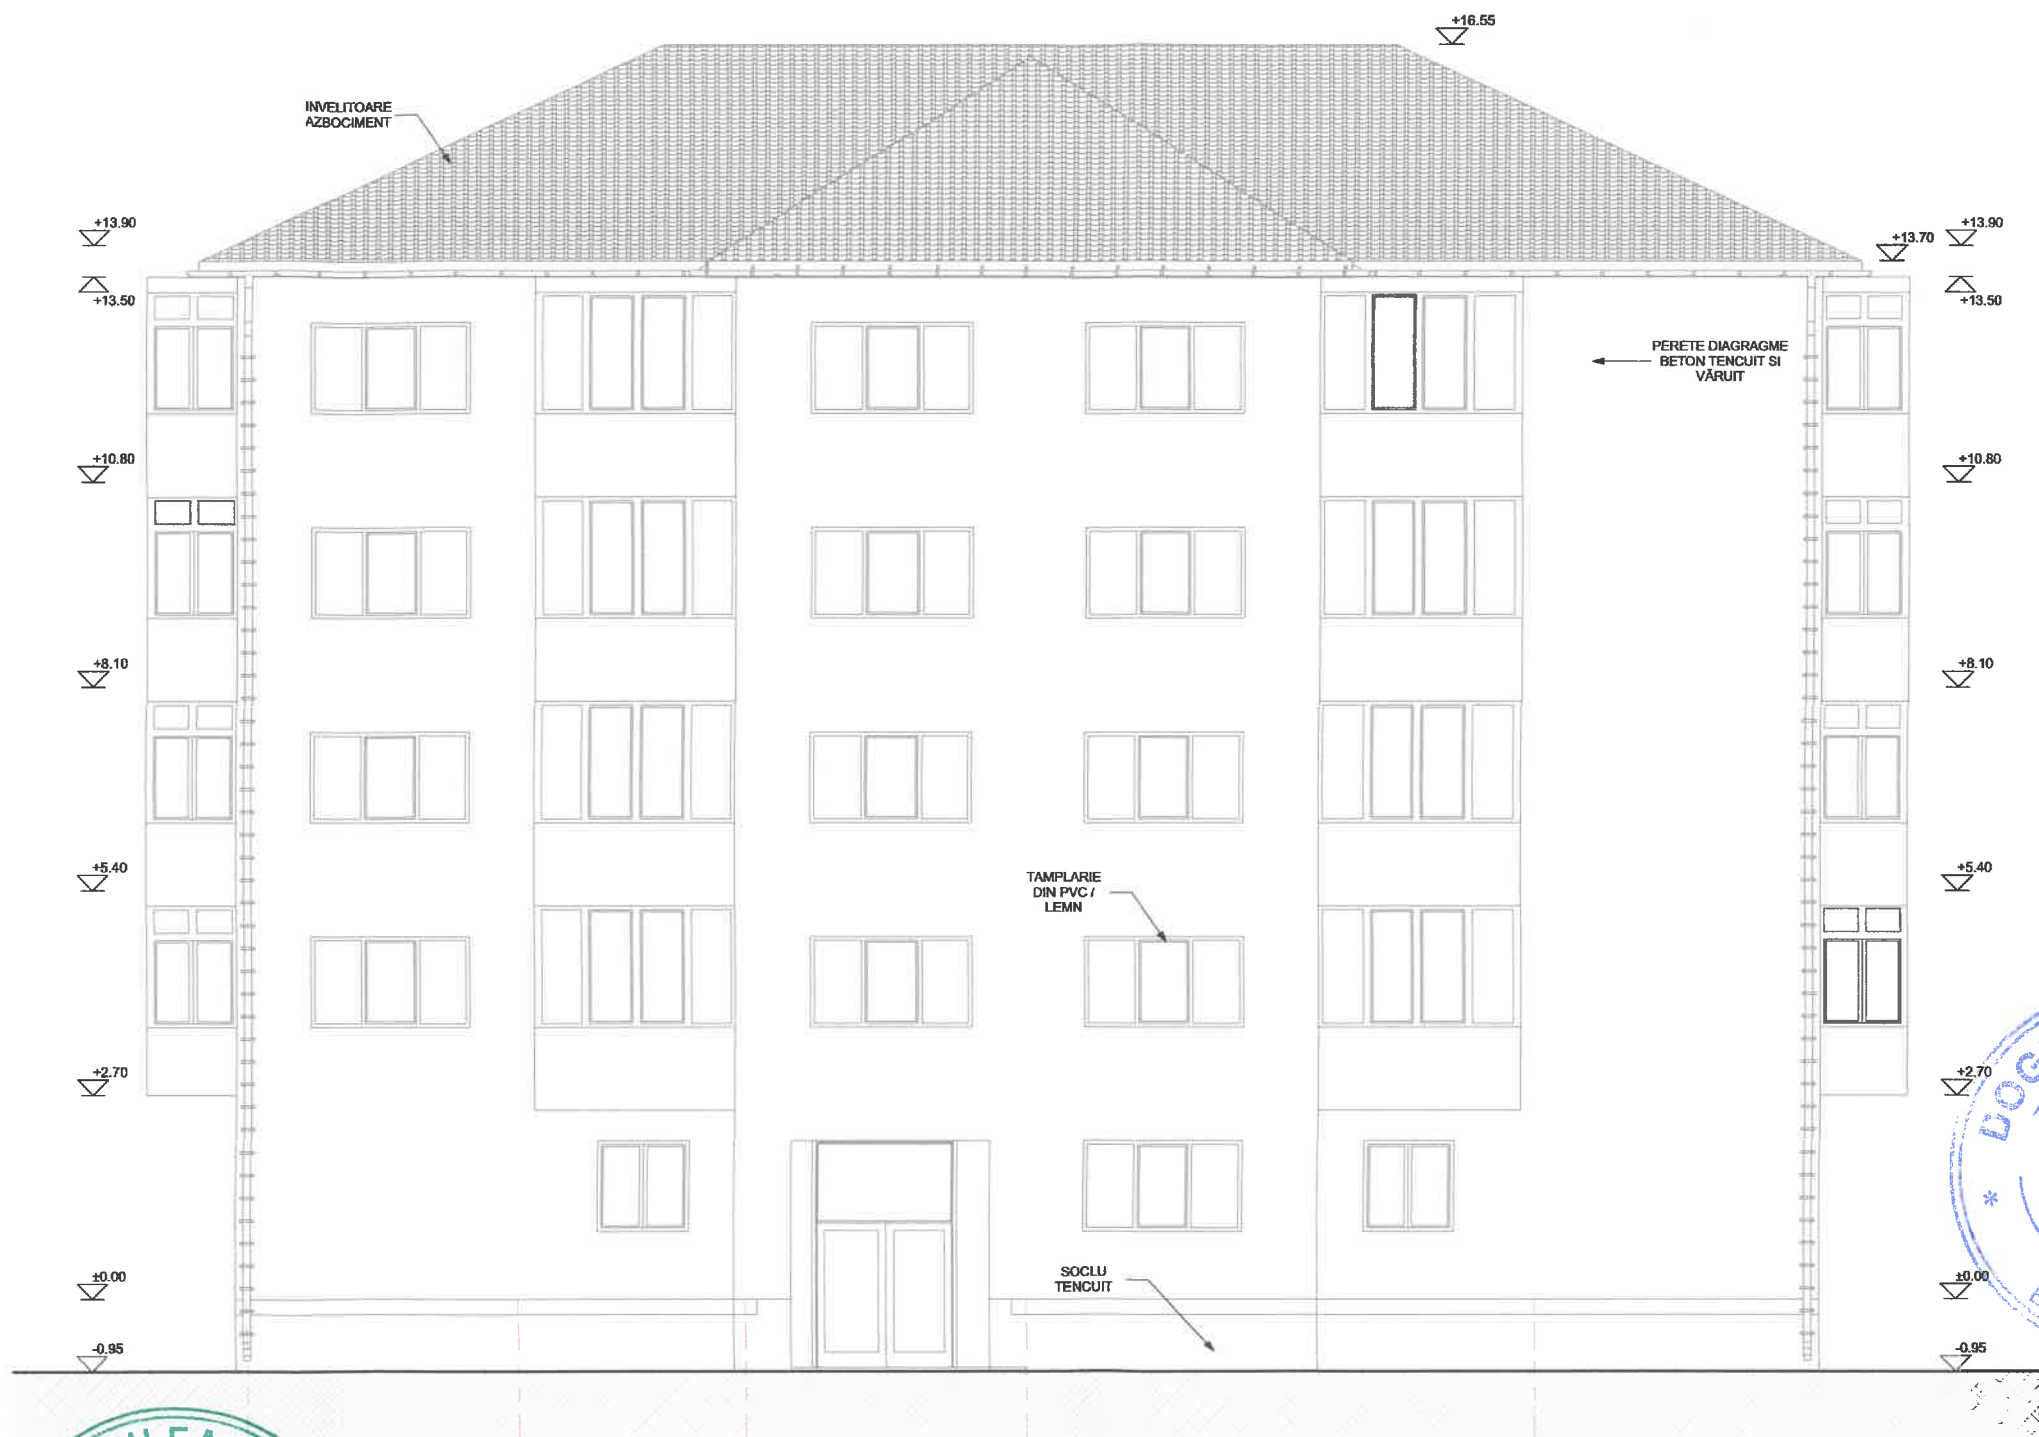 +16.55
INVELITOARE
AZBOCIMENT
+13.90
+13.90
+13.70
+13.50
+13.50
PERETE DIAGRAGME
BETON TENCUIT SI
VĂRUIT
+10.80
+10.80
+8.10
+8.10
+5.40
+5.40
TAMPLARIE
DIN PVC /
LEMN
+2.70
+2.70
DOG
*
±0.00
±0.00
SOCLU
TENCUIT
-0.95
-0.95